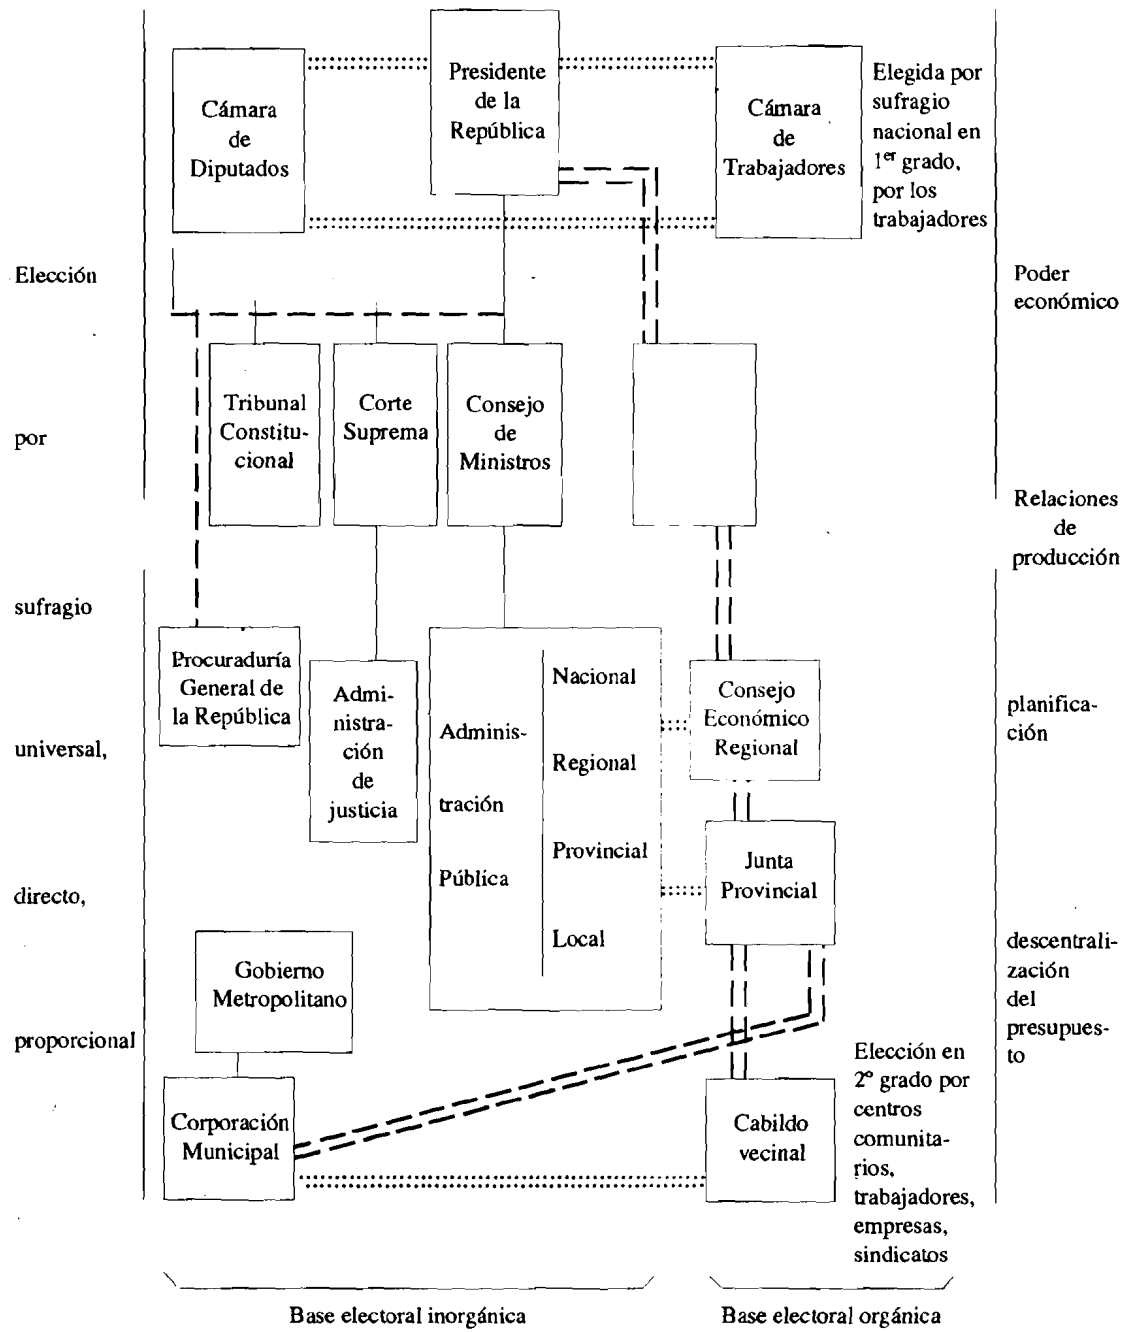 Cámara
de
Diputados
Presidente
de la
República
Cámara
de
Trabajadores
Elegida por
sufragio
nacional en
1er grado,
por los
trabajadores
Elección
por
sufragio
universal,
directo,
proporcional
Poder
económico
Relaciones
de
producción
planifica-
ción
descentrali-
zación
del
presupues-
to
Tribunal
Constitu-
cional
Corte
Suprema
Consejo
de
Ministros
Procuraduría
General de
la República
Admi-
nistra-
ción
de
justicia
Adminis-
tración
Pública
Nacional
Regional
Provincial
Local
Consejo
Económico
Regional
Junta
Provincial
Gobierno
Metropolitano
Corporación
Municipal
Cabildo
vecinal
Elección en
2º grado por
centros
comunita-
rios,
trabajadores,
empresas,
sindicatos
Base electoral inorgánica
Base electoral orgánica